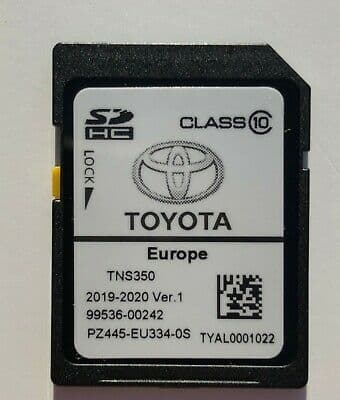 SD HC
CLASS 10
LOCK
TOYOTA
Europe
TNS350
2019-2020 Ver.1
99536-00242
PZ445-EU334-0S TYAL0001022